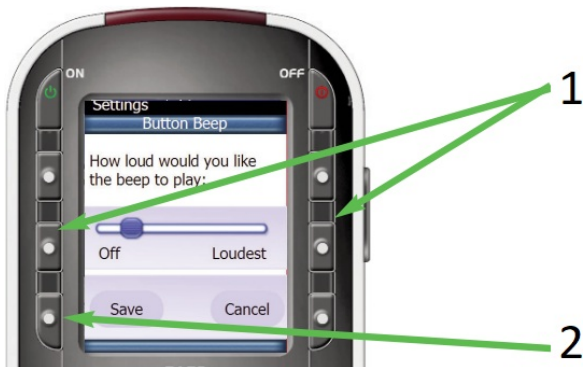 ON
OFF
1
Settings
Button Beep
How loud would you like
the beep to play:
Off Loudest
Save Cancel
2